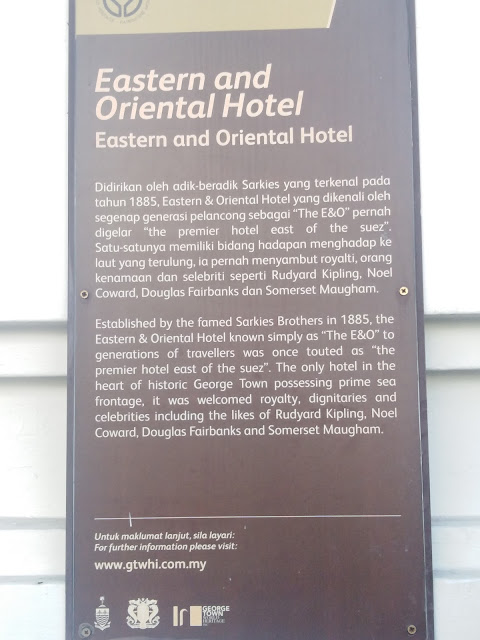 Eastern and
Oriental Hotel
Eastern and Oriental Hotel
Didirikan oleh adik-beradik Sarkies yang terkenal pada
tahun 1885, Eastern & Oriental Hotel yang dikenali oleh
segenap generasi pelancong sebagai “The E&O” pernah
digelar “the premier hotel east of the suez”.
Satu-satunya memiliki bidang hadapan menghadap ke
laut yang terulung, ia pernah menyambut royalti, orang
kenamaan dan selebriti seperti Rudyard Kipling, Noel
Coward, Douglas Fairbanks dan Somerset Maugham.
Established by the famed Sarkies Brothers in 1885, the
Eastern & Oriental Hotel known simply as “The E&O” to
generations of travellers was once touted as “the
premier hotel east of the suez”. The only hotel in the
heart of historic George Town possessing prime sea
frontage, it was welcomed royalty, dignitaries and
celebrities including the likes of Rudyard Kipling, Noel
Coward, Douglas Fairbanks and Somerset Maugham.
Untuk maklumat lanjut, sila layari:
For further information please visit:
www.gtwhi.com.my
GEORGE
TOWN
WORLD
HERITAGE